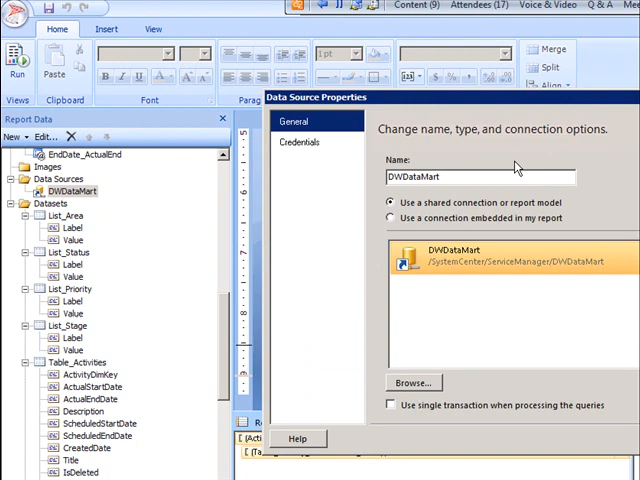 Content (9) Attendees (17) Voice & Video Q & A
Home Insert View
Run
Paste
1 pt
Merge
Split
Align
Views Clipboard Font Parag
Report Data
New Edit...
EndDate_ActualEnd
Images
Data Sources
DWDataMart
Datasets
List_Area
Label
Value
List_Status
Label
Value
List_Priority
Label
Value
List_Stage
Label
Value
Table_Activities
ActivityDimKey
ActualStartDate
ActualEndDate
Description
ScheduledStartDate
ScheduledEndDate
CreatedDate
Title
IsDeleted
Data Source Properties
General
Credentials
Change name, type, and connection options.
Name:
DWDataMart
Use a shared connection or report model
Use a connection embedded in my report
DWDataMart
/SystemCenter/ServiceManager/DWDataMart
Browse...
Use single transaction when processing the queries
Help